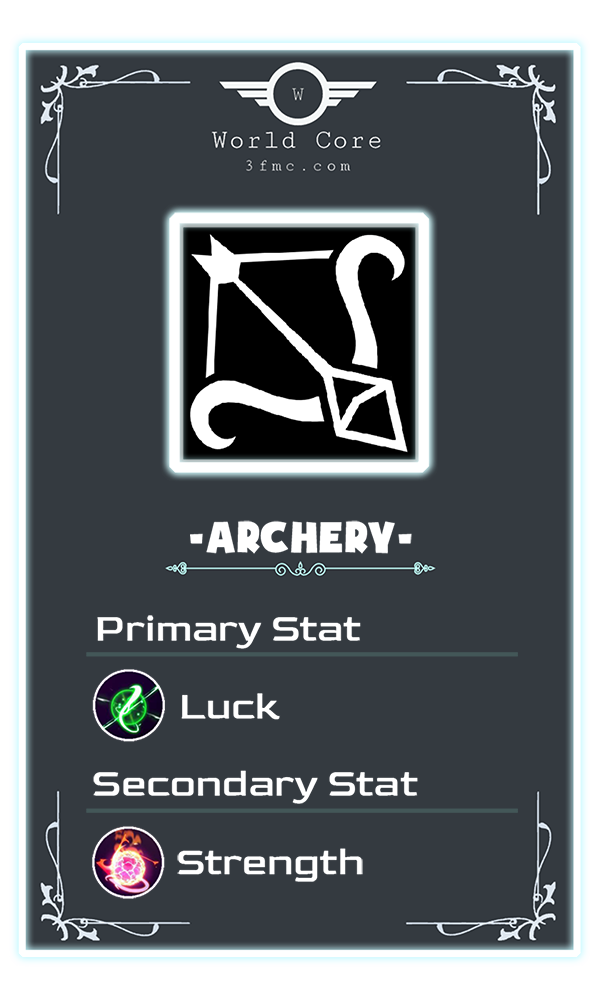 W
World Core
3fmc.com
-ARCHERY-
Primary Stat
Luck
Secondary Stat
Strength